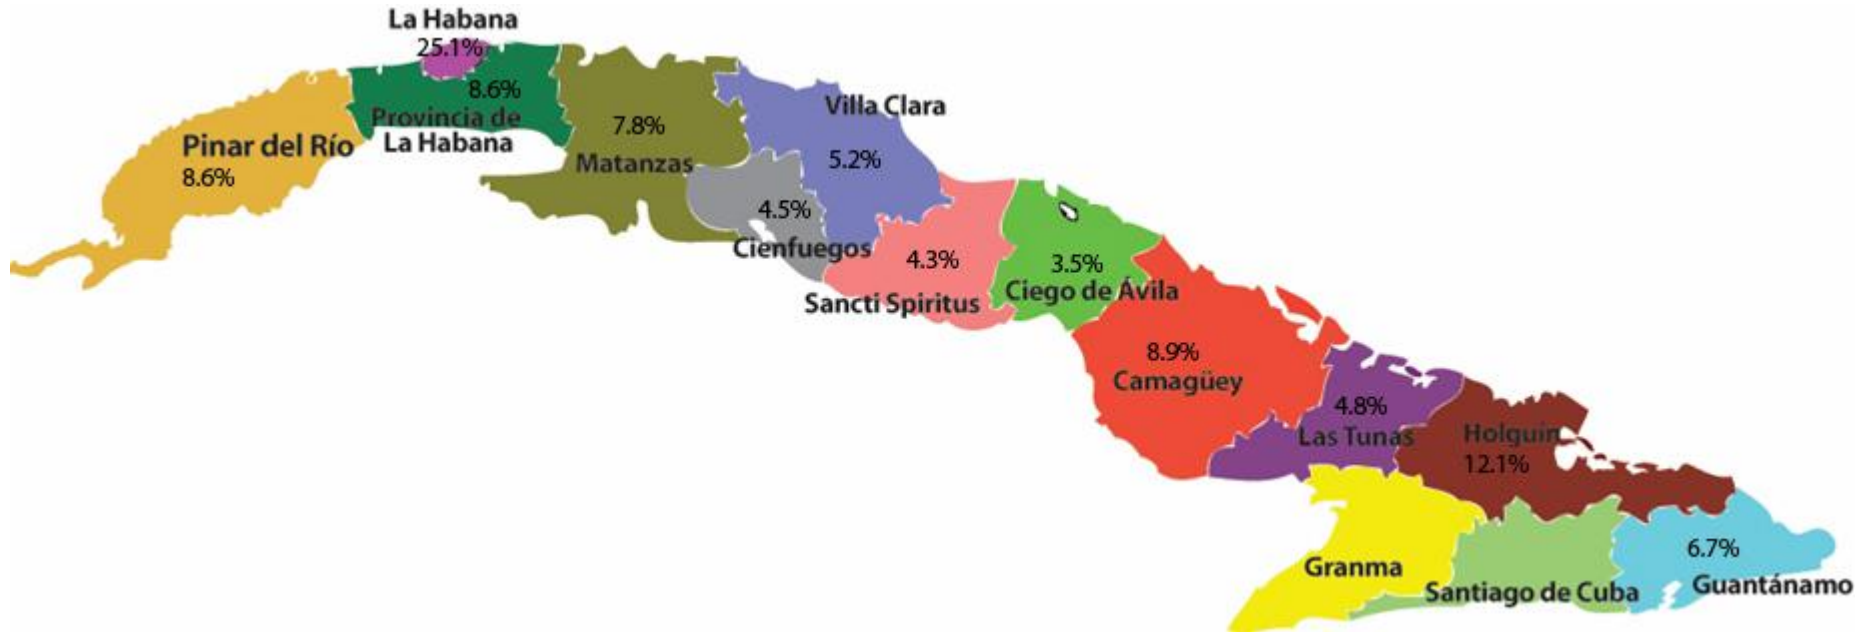 La Habana
25.1%
8.6%
Provincia de
La Habana
Pinar del Río
8.6%
7.8%
Matanzas
Villa Clara
5.2%
4.5%
Cienfuegos
4.3%
Sancti Spiritus
3.5%
Ciego de Ávila
8.9%
Camagüey
4.8%
Las Tunas
Holguin
12.1%
Granma
Santiago de Cuba
6.7%
Guantánamo